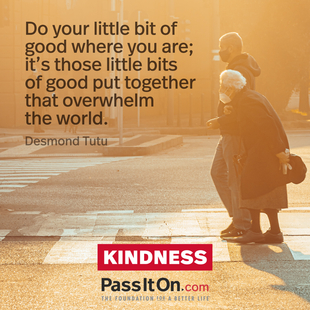 Do your little bit of
good where you are;
it's those little bits
of good put together
that overwhelm
the world.
Desmond Tutu
KINDNESS
PassItOn.com
THE FOUNDATION FOR A BETTER LIFE